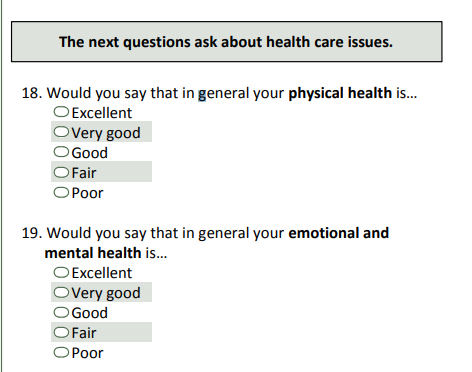 The next questions ask about health care issues.
18. Would you say that in general your physical health is...
Excellent
Very good
Good
Fair
Poor
19. Would you say that in general your emotional and
mental health is...
Excellent
Very good
Good
Fair
Poor